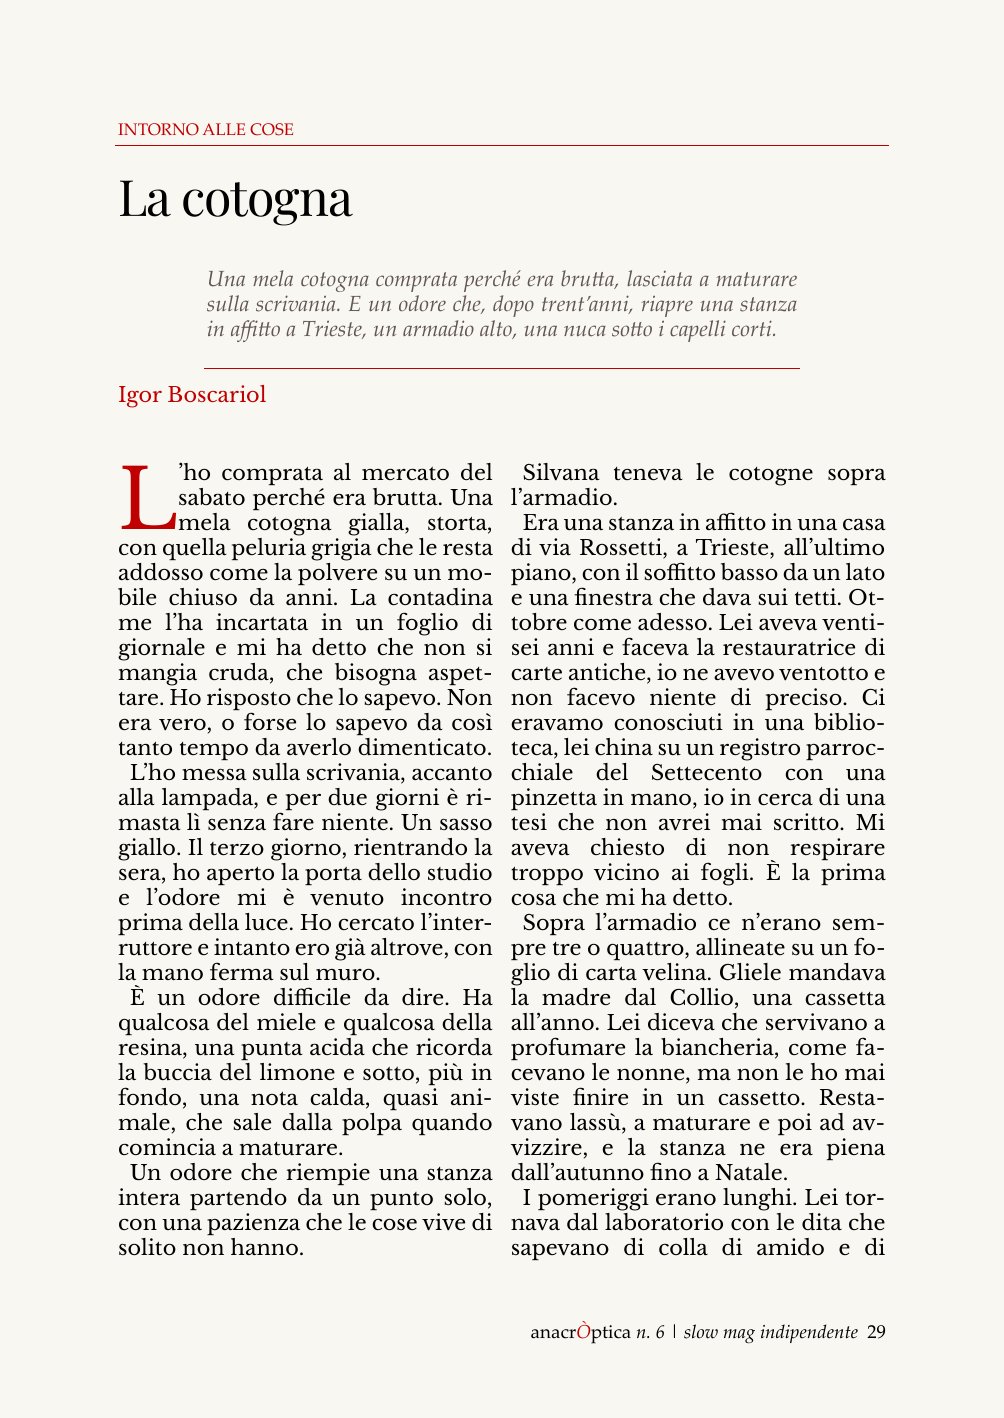 INTORNO ALLE COSE
La cotogna
Una mela cotogna comprata perché era brutta, lasciata a maturare
sulla scrivania. E un odore che, dopo trent’anni, riapre una stanza
in affitto a Trieste, un armadio alto, una nuca sotto i capelli corti.
Igor Boscariol
L’ho comprata al mercato del
sabato perché era brutta. Una
mela cotogna gialla, storta,
con quella peluria grigia che le resta
addosso come la polvere su un mo-
bile chiuso da anni. La contadina
me l’ha incartata in un foglio di
giornale e mi ha detto che non si
mangia cruda, che bisogna aspet-
tare. Ho risposto che lo sapevo. Non
era vero, o forse lo sapevo da così
tanto tempo da averlo dimenticato.
L’ho messa sulla scrivania, accanto
alla lampada, e per due giorni è ri-
masta lì senza fare niente. Un sasso
giallo. Il terzo giorno, rientrando la
sera, ho aperto la porta dello studio
e l’odore mi è venuto incontro
prima della luce. Ho cercato l’inter-
ruttore e intanto ero già altrove, con
la mano ferma sul muro.
È un odore difficile da dire. Ha
qualcosa del miele e qualcosa della
resina, una punta acida che ricorda
la buccia del limone e sotto, più in
fondo, una nota calda, quasi ani-
male, che sale dalla polpa quando
comincia a maturare.
Un odore che riempie una stanza
intera partendo da un punto solo,
con una pazienza che le cose vive di
solito non hanno.
Silvana teneva le cotogne sopra
l’armadio.
Era una stanza in affitto in una casa
di via Rossetti, a Trieste, all’ultimo
piano, con il soffitto basso da un lato
e una finestra che dava sui tetti. Ot-
tobre come adesso. Lei aveva venti-
sei anni e faceva la restauratrice di
carte antiche, io ne avevo ventotto e
non facevo niente di preciso. Ci
eravamo conosciuti in una biblio-
teca, lei china su un registro parroc-
chiale del Settecento con una
pinzetta in mano, io in cerca di una
tesi che non avrei mai scritto. Mi
aveva chiesto di non respirare
troppo vicino ai fogli. È la prima
cosa che mi ha detto.
Sopra l’armadio ce n’erano sem-
pre tre o quattro, allineate su un fo-
glio di carta velina. Gliele mandava
la madre dal Collio, una cassetta
all’anno. Lei diceva che servivano a
profumare la biancheria, come fa-
cevano le nonne, ma non le ho mai
viste finire in un cassetto. Resta-
vano lassù, a maturare e poi ad av-
vizzire, e la stanza ne era piena
dall’autunno fino a Natale.
I pomeriggi erano lunghi. Lei tor-
nava dal laboratorio con le dita che
sapevano di colla di amido e di
anacrÒptica n. 6 | slow mag indipendente 29